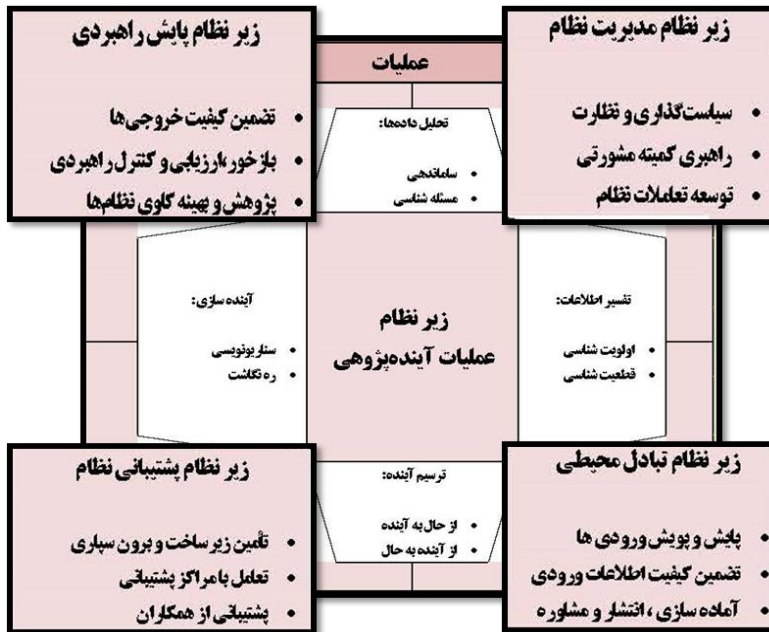 زیر نظام مدیریت نظام
سیاست‌گذاری و نظارت
راهبری کمیته مشورتی
توسعه تعاملات نظام
عملیات
زیر نظام پایش راهبردی
تضمین کیفیت خروجی‌ها
بازخور،ارزیابی و کنترل راهبردی
پژوهش و بهینه کاوی نظام‌ها
تحلیل داده‌ها:
ساماندهی
مسئله شناسی
تفسیر اطلاعات:
اولویت شناسی
قطعیت شناسی
زیر نظام
عملیات آینده‌پژوهی
آینده سازی:
سناریونویسی
ره نگاشت
ترسیم آینده:
از حال به آینده
از آینده به حال
زیر نظام تبادل محیطی
پایش و پویش ورودی ها
تضمین کیفیت اطلاعات ورودی
آماده سازی ، انتشار و مشاوره
زیر نظام پشتیبانی نظام
تأمین زیر ساخت و برون سپاری
تعامل با مراکز پشتیبانی
پشتیبانی از همکاران